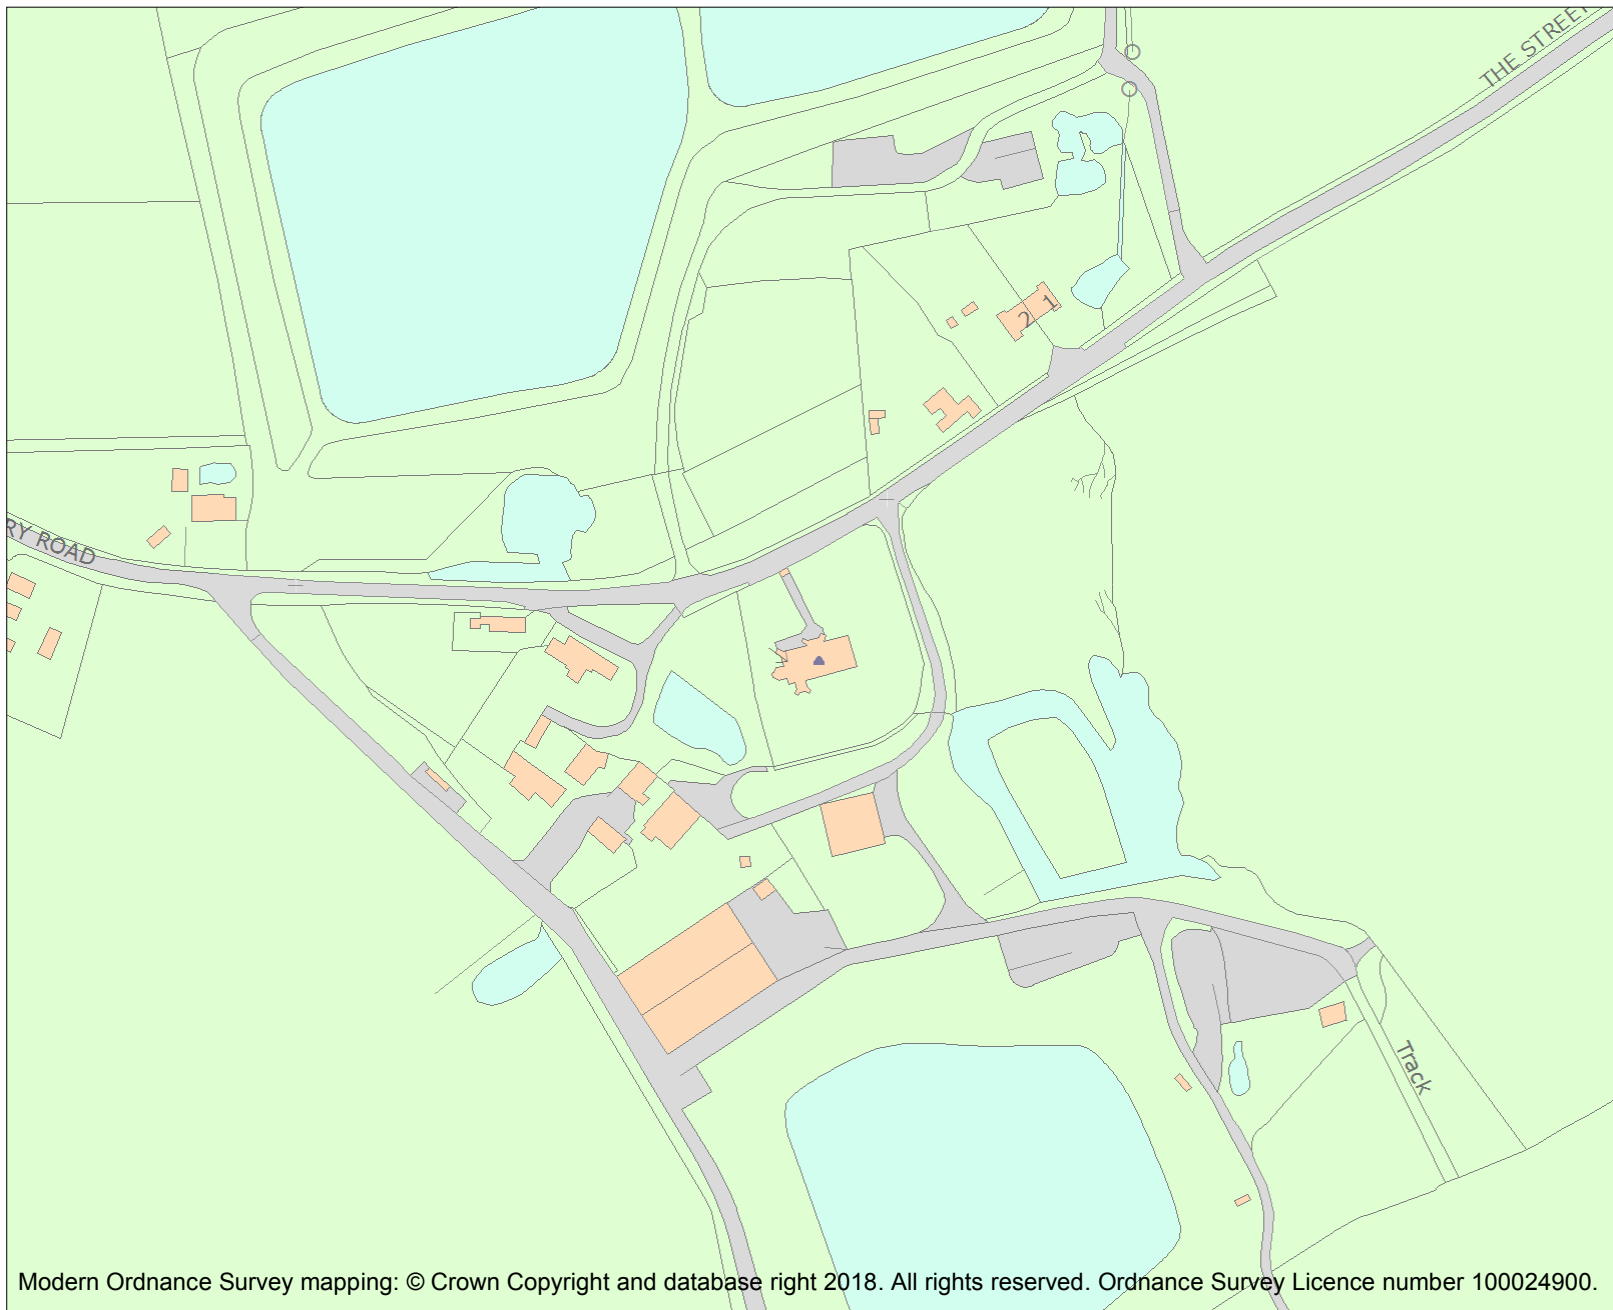 THE STREET
1
2
RY ROAD
Track
Modern Ordnance Survey mapping: © Crown Copyright and database right 2018. All rights reserved. Ordnance Survey Licence number 100024900.